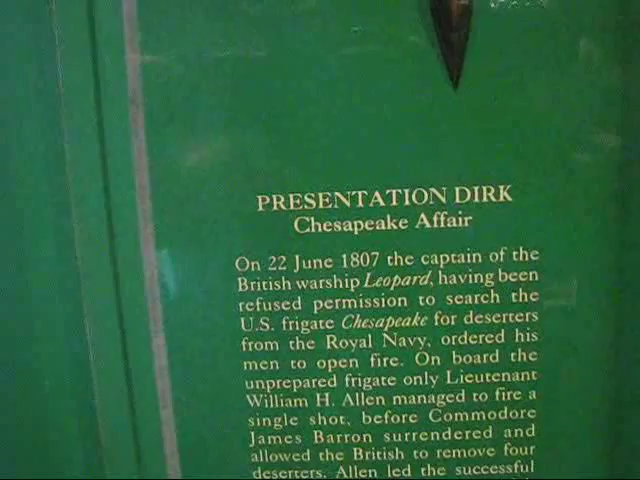 PRESENTATION DIRK
Chesapeake Affair
On 22 June 1807 the captain of the
British warship Leopard, having been
refused permission to search the
U.S. frigate Chesapeake for deserters
from the Royal Navy, ordered his
men to open fire. On board the
unprepared frigate only Lieutenant
William H. Allen managed to fire a
single shot, before Commodore
James Barron surrendered and
allowed the British to remove four
deserters. Allen led the successful